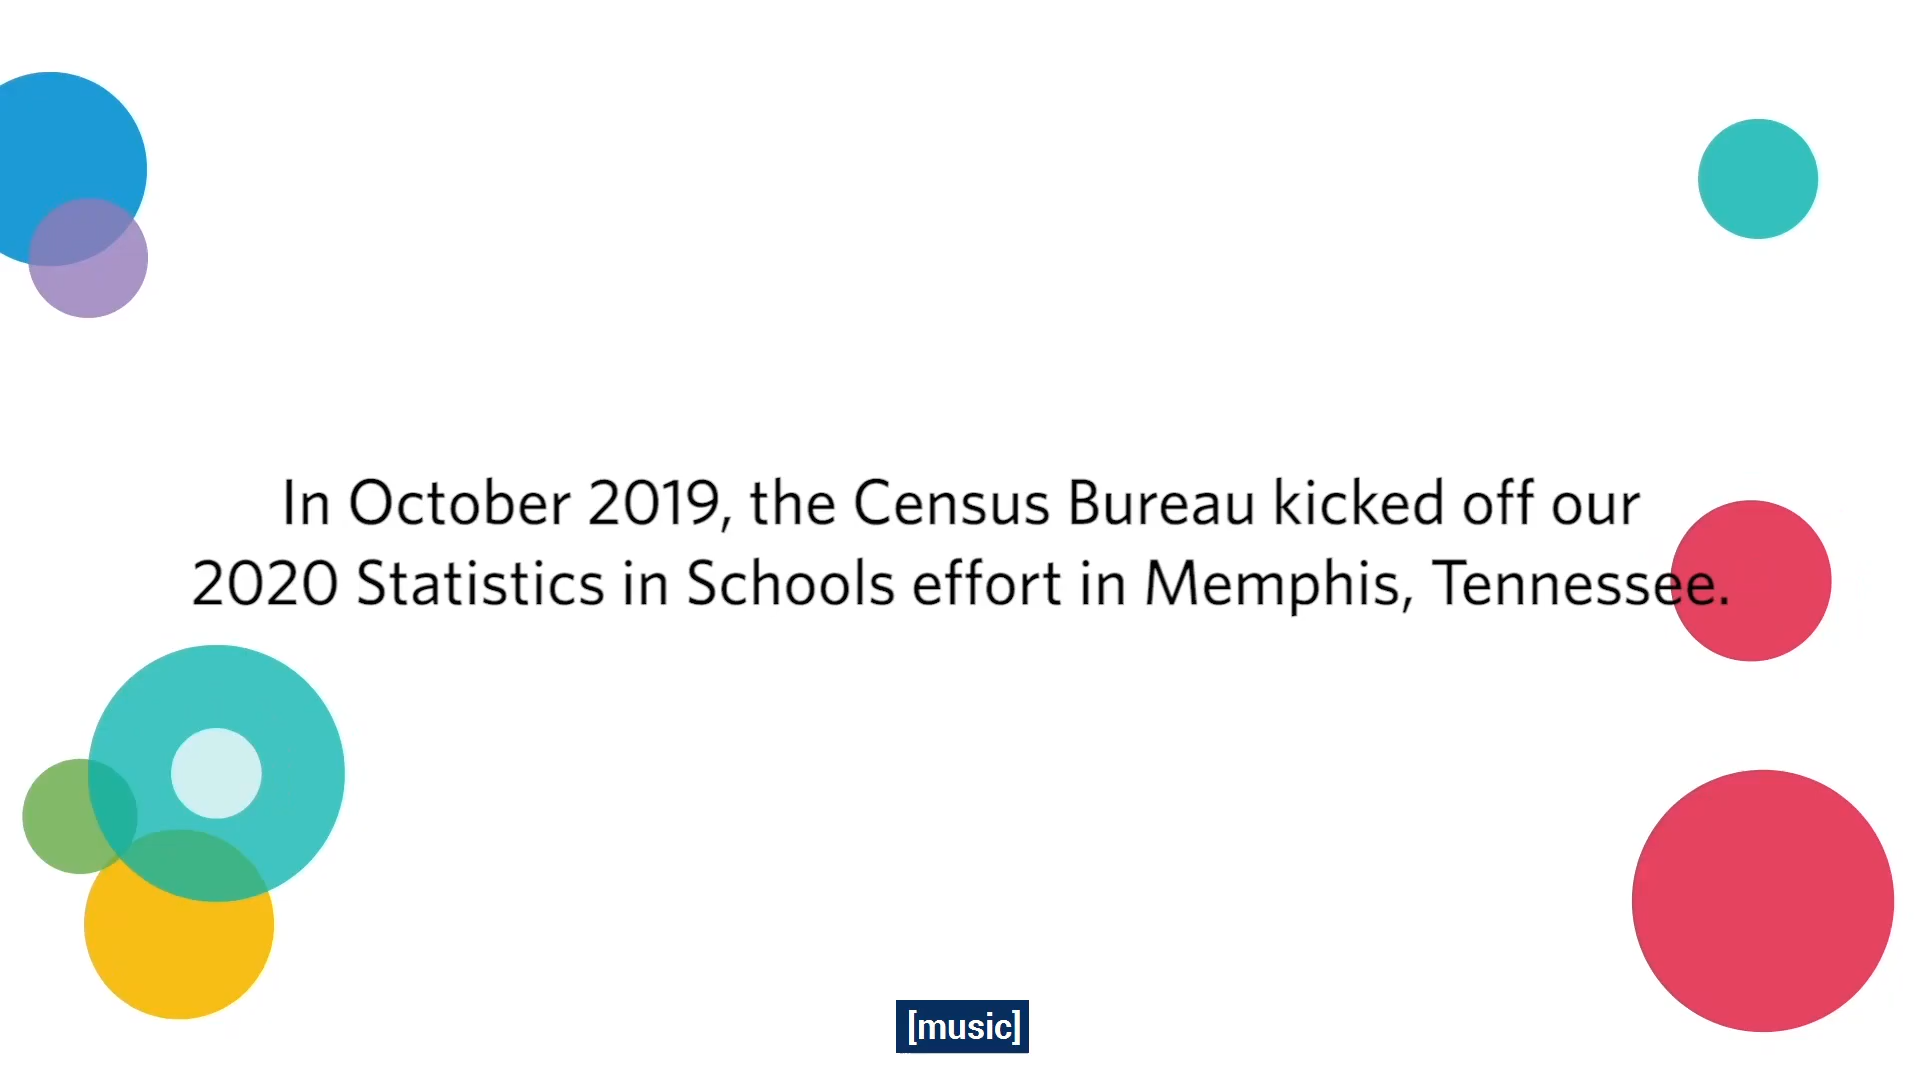 In October 2019, the Census Bureau kicked off our
2020 Statistics in Schools effort in Memphis, Tennessee.
[music]